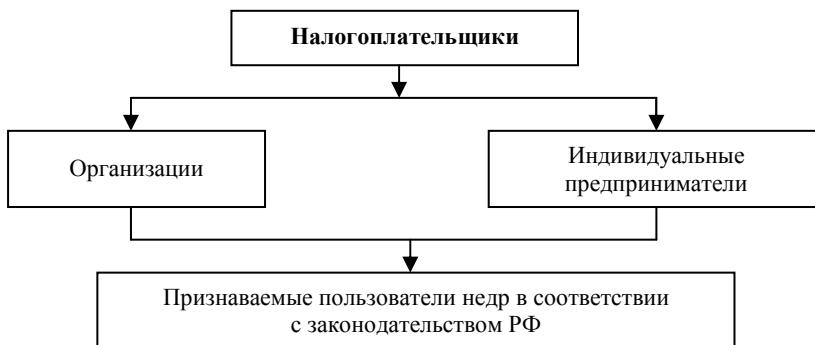 Налогоплательщики
Организации
Индивидуальные
предприниматели
Признаваемые пользователи недр в соответствии
с законодательством РФ